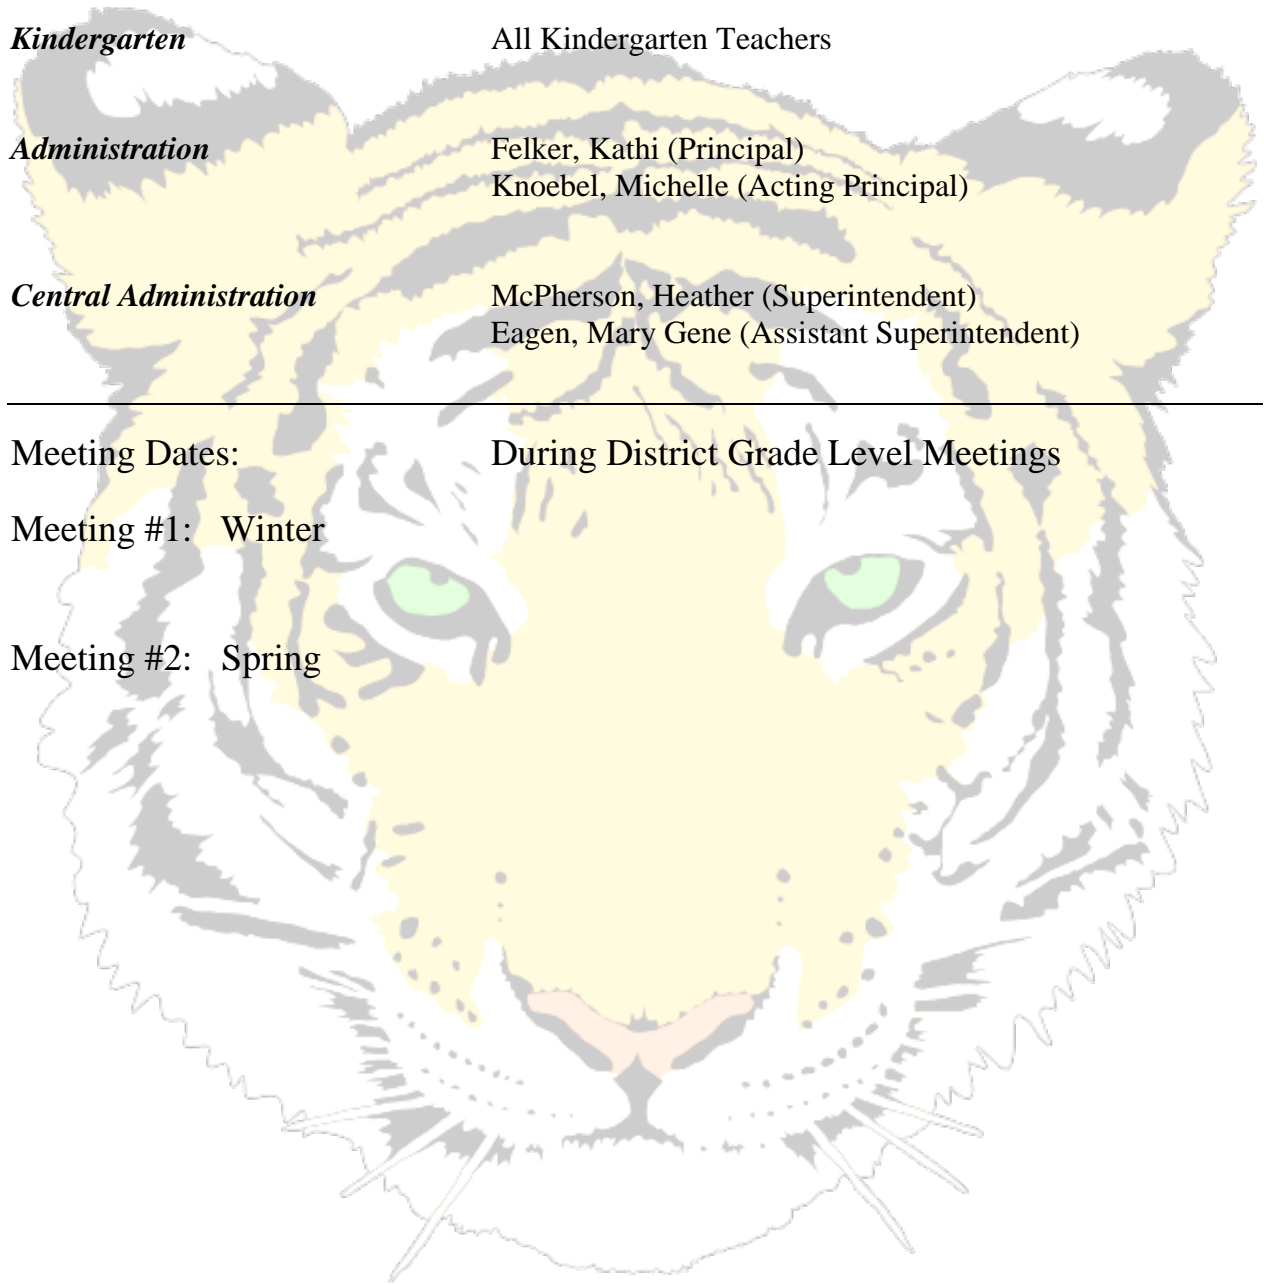 Kindergarten All Kindergarten Teachers
Administration Felker, Kathi (Principal)
Knoebel, Michelle (Acting Principal)
Central Administration McPherson, Heather (Superintendent)
Eagen, Mary Gene (Assistant Superintendent)
Meeting Dates: During District Grade Level Meetings
Meeting #1: Winter
Meeting #2: Spring